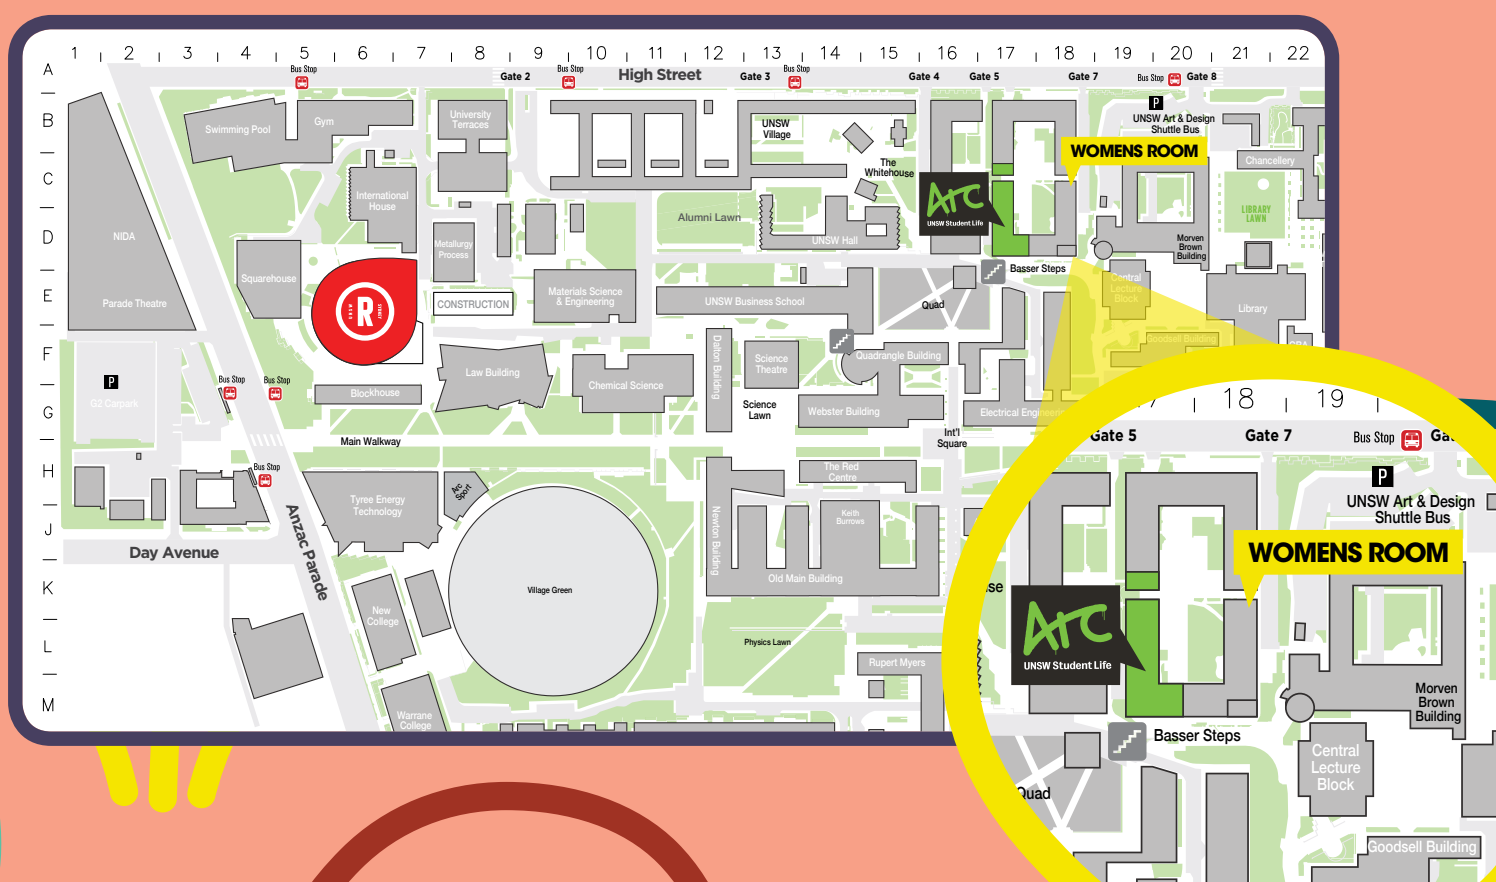 1 2 3 4 5 6 7 8 9 10 11 12 13 14 15 16 17 18 19 20 21 22
A
B
C
D
E
F
G
H
J
K
L
M
Bus Stop
Gate 2
Bus Stop
High Street
Gate 3
Bus Stop
Gate 4
Gate 5
Gate 7
Bus Stop
Gate 8
P
UNSW Art & Design
Shuttle Bus
WOMENS ROOM
Swimming Pool
Gym
University
Terraces
UNSW
Village
The
Whitehouse
Chancellery
International
House
Arc
UNSW Student Life
Alumni Lawn
LIBRARY
LAWN
NIDA
Metallurgy
Process
UNSW Hall
Morven
Brown
Building
Squarehouse
Basser Steps
Central
Lecture
Block
Parade Theatre
R
CONSTRUCTION
Materials Science
& Engineering
UNSW Business School
Quad
Library
Goodsell Building
CBA
P
G2 Carpark
Bus Stop
Bus Stop
Law Building
Chemical Science
Dalton Building
Science
Theatre
Quadrangle Building
Blockhouse
Science
Lawn
Webster Building
Electrical Engineering
Main Walkway
Int'l
Square
Bus Stop
The Red
Centre
Tyree Energy
Technology
Arc
Sport
Newton Building
Keith
Burrows
Day Avenue
Anzac Parade
Old Main Building
Village Green
New
College
Physics Lawn
Rupert Myers
Warrane
College
7 18 19
Gate 5
Gate 7
Bus Stop
Ga
P
UNSW Art & Design
Shuttle Bus
WOMENS ROOM
se
Arc
UNSW Student Life
Morven
Brown
Building
Basser Steps
Central
Lecture
Block
Quad
Goodsell Building